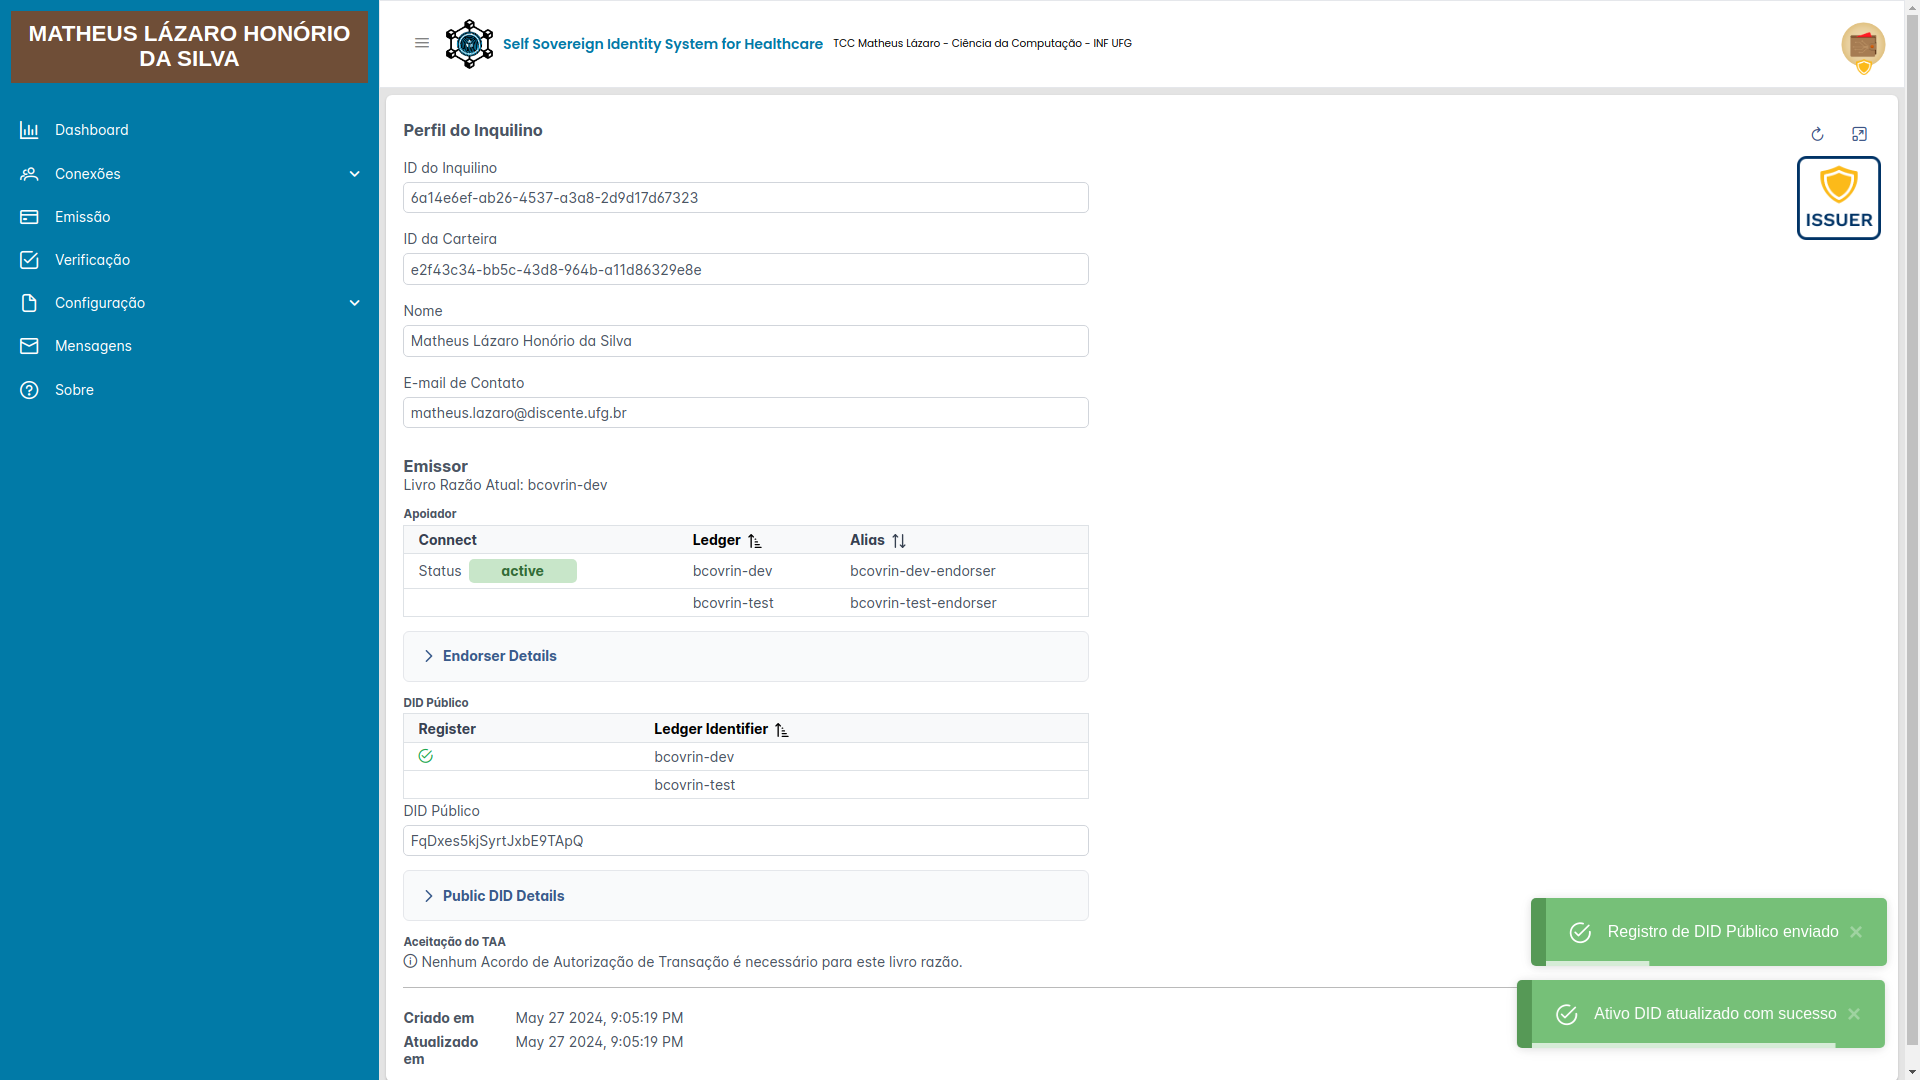 MATHEUS LÁZARO HONÓRIO
DA SILVA
Dashboard
Conexões
Emissão
Verificação
Configuração
Mensagens
Sobre
Self Sovereign Identity System for Healthcare
TCC Matheus Lázaro - Ciência da Computação - INF UFG
Perfil do Inquilino
ISSUER
ID do Inquilino
6a14e6ef-ab26-4537-a3a8-2d9d17d67323
ID da Carteira
e2f43c34-bb5c-43d8-964b-a11d86329e8e
Nome
Matheus Lázaro Honório da Silva
E-mail de Contato
matheus.lazaro@discente.ufg.br
Emissor
Livro Razão Atual: bcovrin-dev
Apoiador
Connect Ledger Alias
Status active bcovrin-dev bcovrin-dev-endorser
bcovrin-test bcovrin-test-endorser
Endorser Details
DID Público
Register Ledger Identifier
bcovrin-dev
bcovrin-test
DID Público
FqDxes5kjSyrtJxbE9TApQ
Public DID Details
Aceitação do TAA
Nenhum Acordo de Autorização de Transação é necessário para este livro razão.
Criado em May 27 2024, 9:05:19 PM
Atualizado em May 27 2024, 9:05:19 PM
Registro de DID Público enviado
Ativo DID atualizado com sucesso